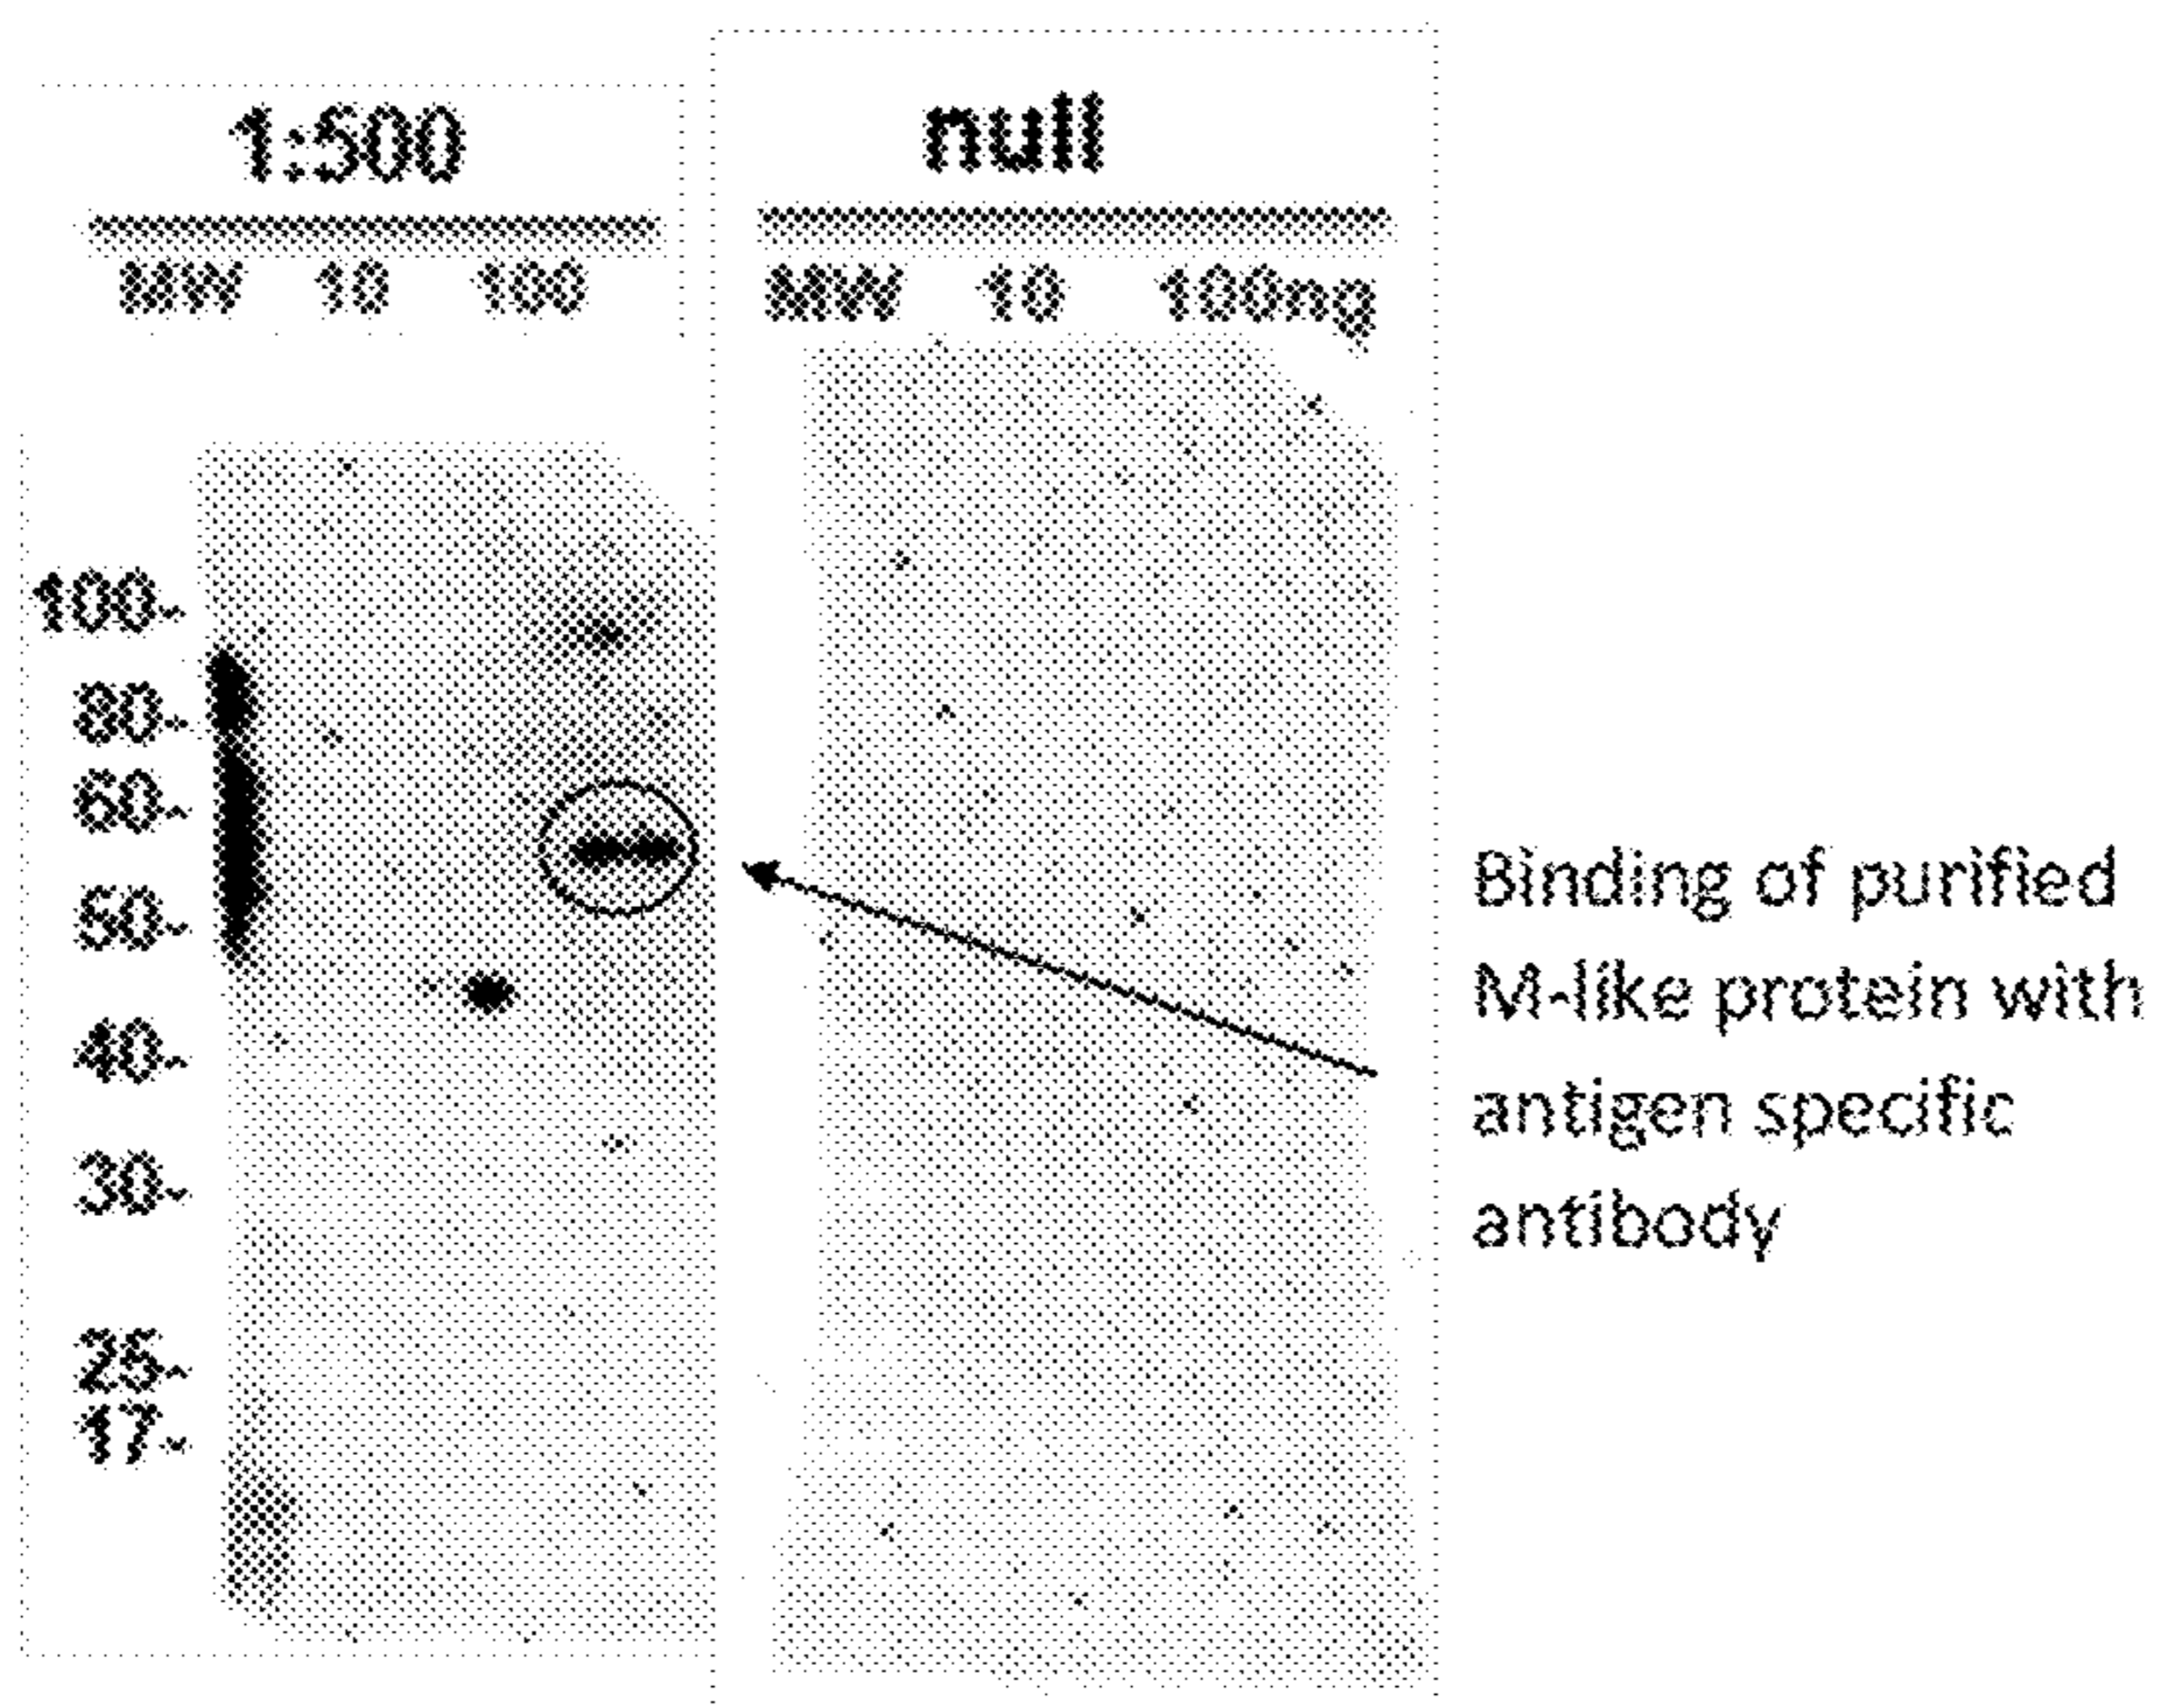 1:500
MW 10 100
null
MW 10 100ng
100-
80-
60-
50-
40-
30-
25-
17-
Binding of purified
M-like protein with
antigen specific
antibody